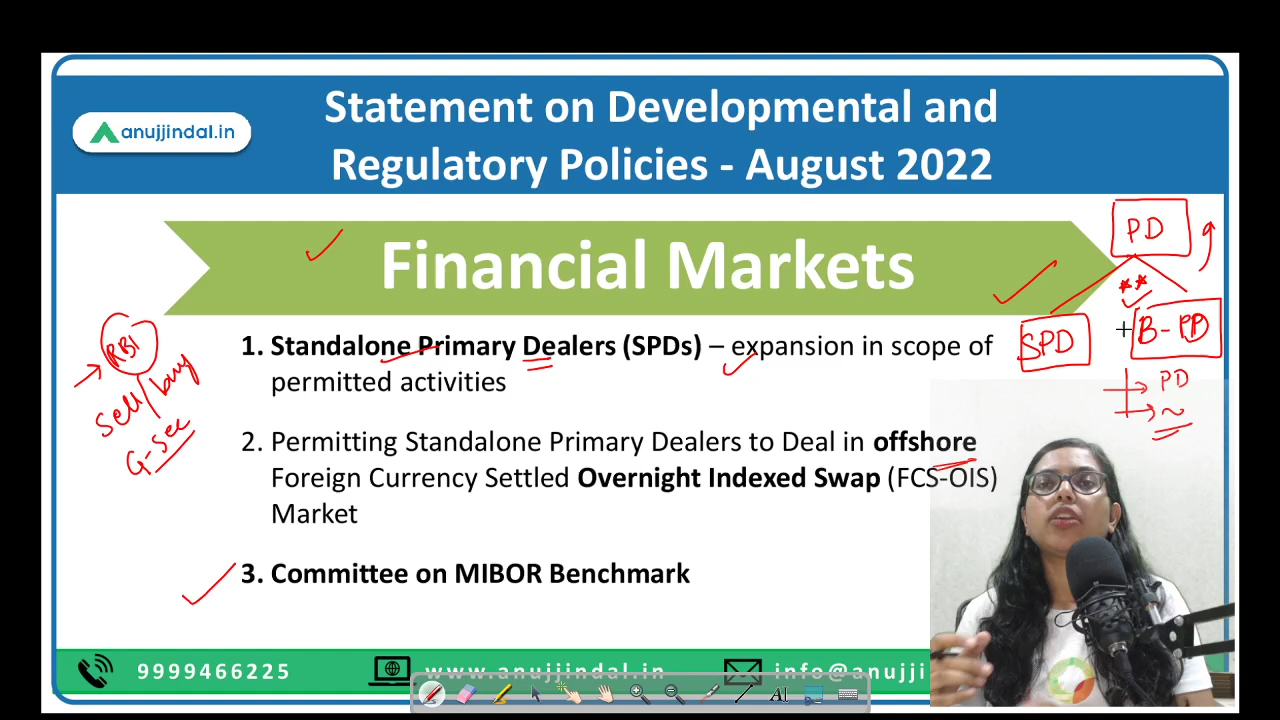 Statement on Developmental and
Regulatory Policies - August 2022
anujjindal.in
Financial Markets
PD
SPD
B-PD
PD
RBI
Sell/buy
G-Sec
1. Standalone Primary Dealers (SPDs) – expansion in scope of
permitted activities
2. Permitting Standalone Primary Dealers to Deal in offshore
Foreign Currency Settled Overnight Indexed Swap (FCS-OIS)
Market
3. Committee on MIBOR Benchmark
9999466225
www.anujjindal.in
info@anujji
AI